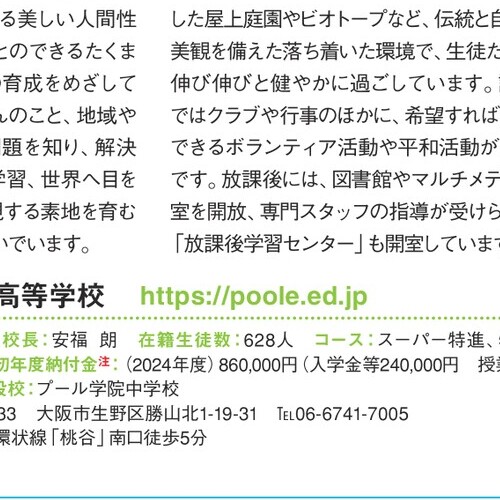 る美しい人間性
とのできるたくま
の育成をめざして
んのこと、地域や
題を知り、解決
学習、世界へ目を
する素地を育む
いでいます。
した屋上庭園やビオトープなど、伝統と自
美観を備えた落ち着いた環境で、生徒た
伸び伸びと健やかに過ごしています。
ではクラブや行事のほかに、希望すれば
できるボランティア活動や平和活動が
です。放課後には、図書館やマルチメデ
室を開放、専門スタッフの指導が受けら
「放課後学習センター」も開室しています
高等学校 https://poole.ed.jp
校長：安福 朗 在籍生徒数：628人 コース：スーパー特進、
初年度納付金注：（2024年度）860,000円（入学金等240,000円 授業
設校：プール学院中学校
33 大阪市生野区勝山北1-19-31 TEL06-6741-7005
環状線「桃谷」南口徒歩5分